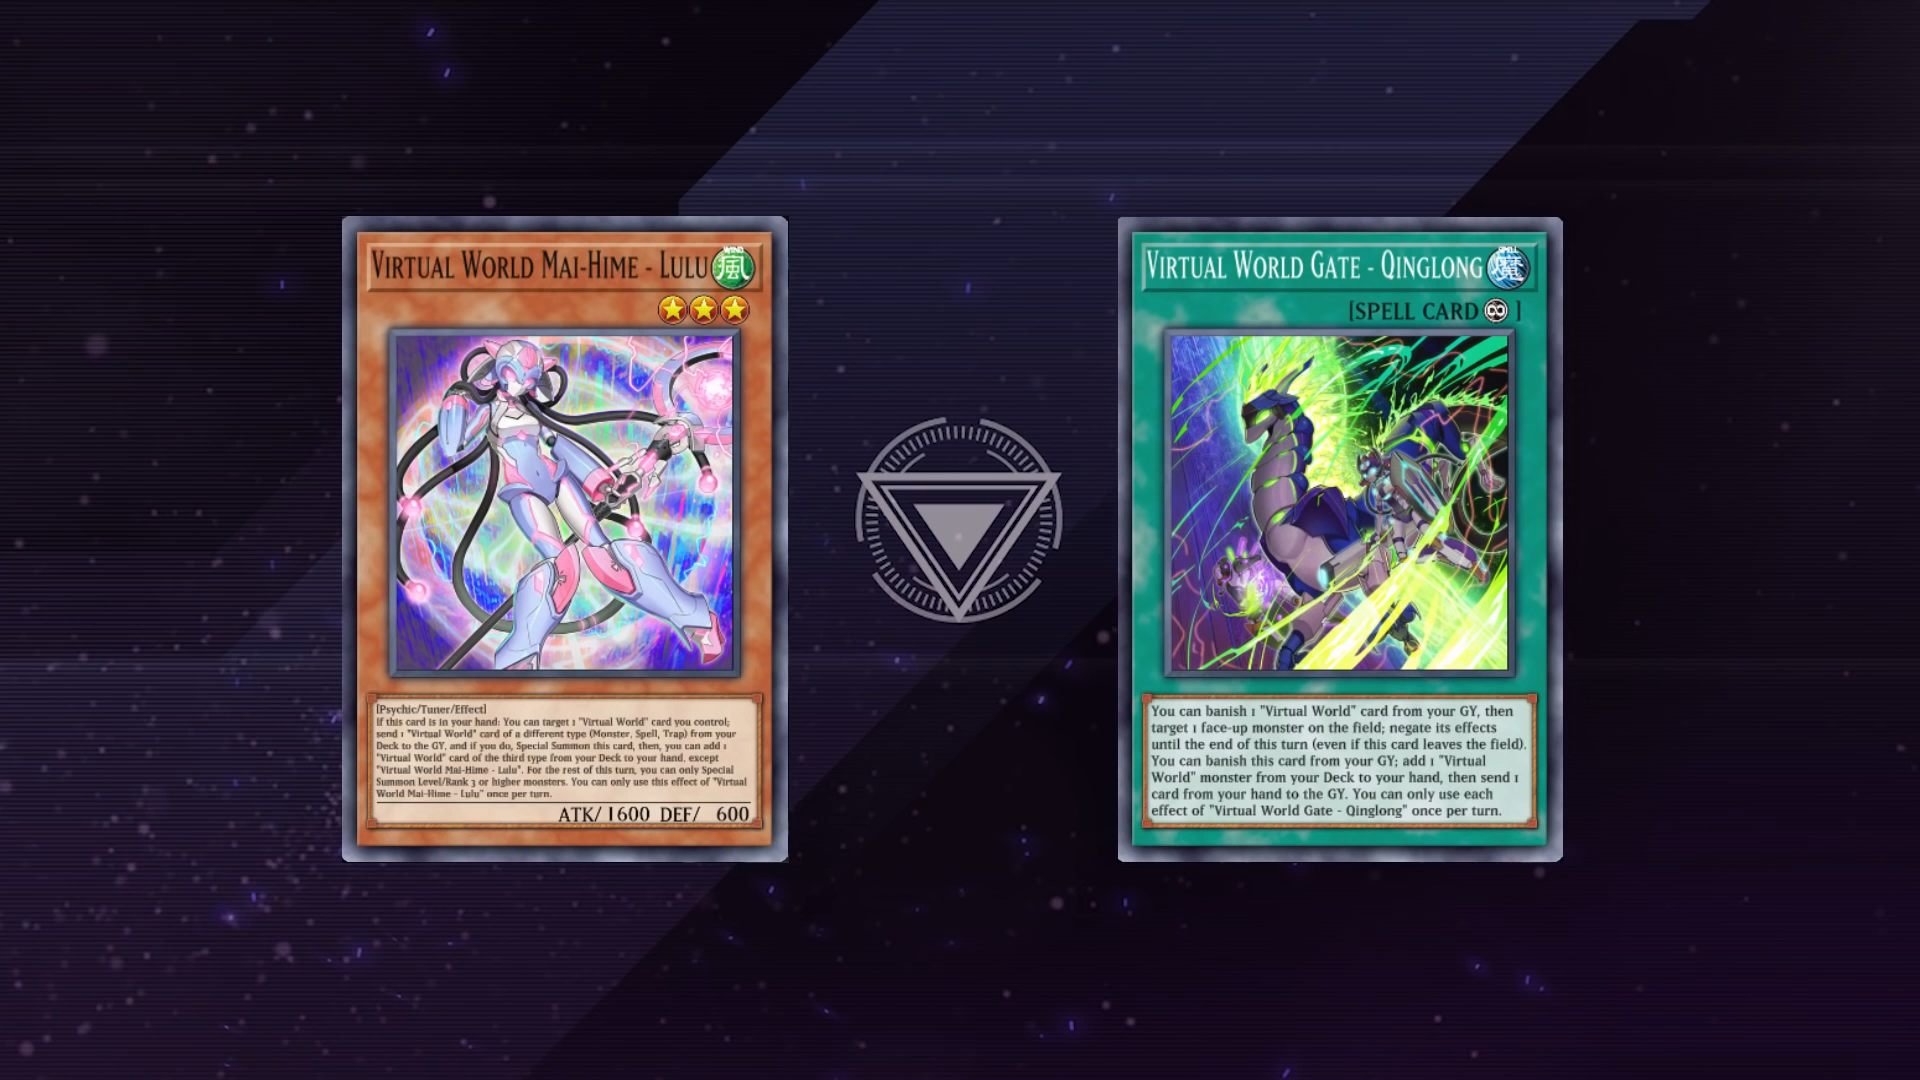 VIRTUAL WORLD MAI-HIME - LULU
WIND
風
[Psychic/Tuner/Effect]
If this card is in your hand: You can target 1 "Virtual World" card you control;
send 1 "Virtual World" card of a different type (Monster, Spell, Trap) from your
Deck to the GY, and if you do, Special Summon this card, then, you can add 1
"Virtual World" card of the third type from your Deck to your hand, except
"Virtual World Mai-Hime - Lulu". For the rest of this turn, you can only Special
Summon Level/Rank 3 or higher monsters. You can only use this effect of "Virtual
World Mai-Hime - Lulu" once per turn.
ATK/ 1600 DEF/ 600
VIRTUAL WORLD GATE - QINGLONG
SPELL
魔
[SPELL CARD ]
You can banish 1 "Virtual World" card from your GY, then
target 1 face-up monster on the field; negate its effects
until the end of this turn (even if this card leaves the field).
You can banish this card from your GY; add 1 "Virtual
World" monster from your Deck to your hand, then send 1
card from your hand to the GY. You can only use each
effect of "Virtual World Gate - Qinglong" once per turn.